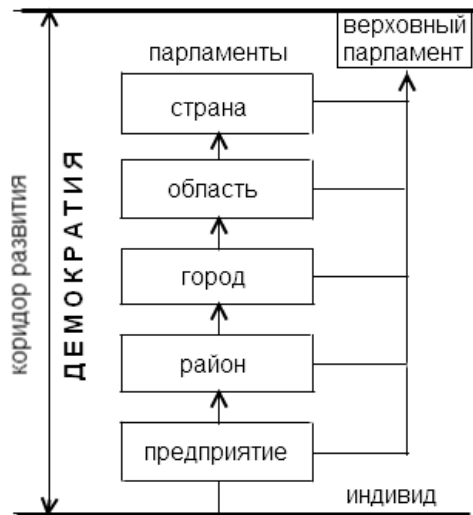 верховный
парламент
парламенты
страна
область
город
район
предприятие
индивид
коридор развития
ДЕМОКРАТИЯ